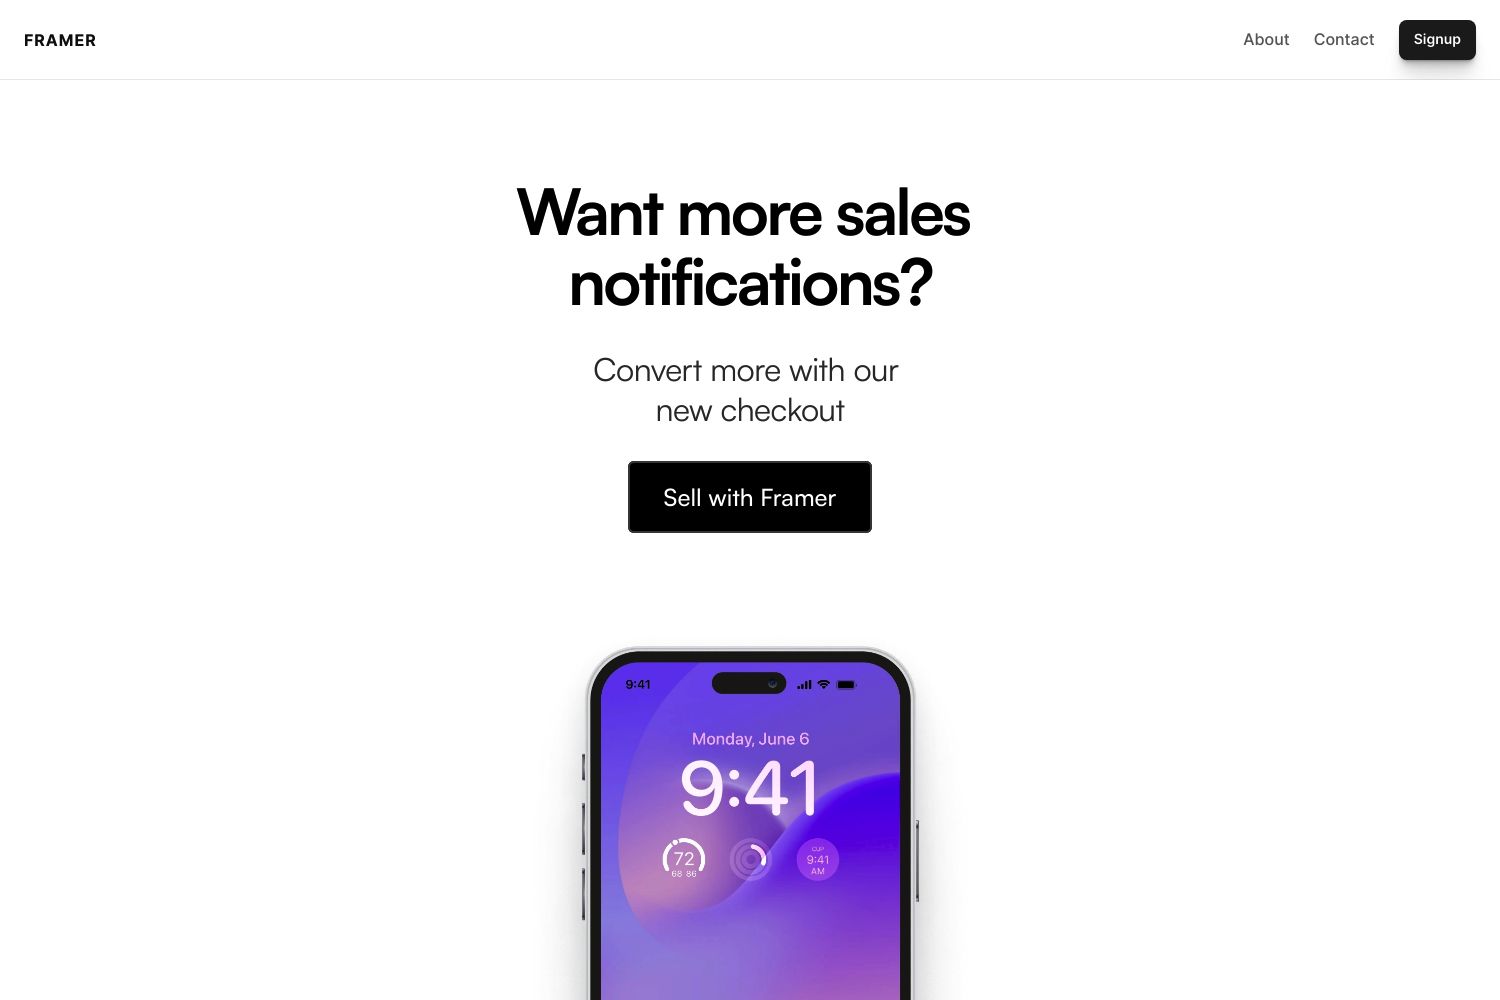 FRAMER
About
Contact
Signup
Want more sales
notifications?
Convert more with our
new checkout
Sell with Framer
9:41
Monday, June 6
9:41
72
68 86
CUP
9:41
AM